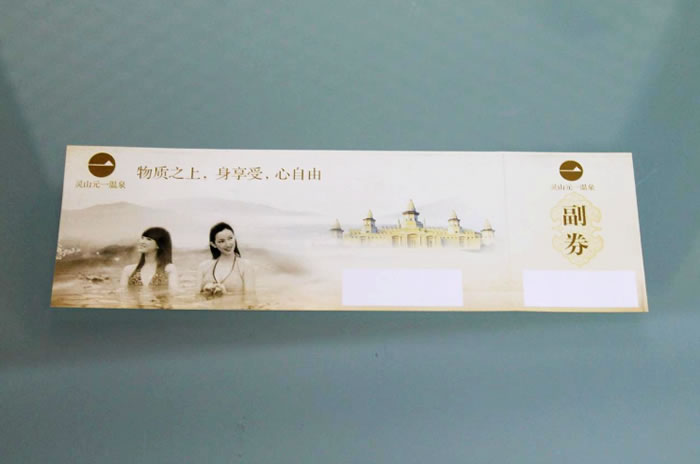 灵山元一温泉
物质之上，身享受，心自由
灵山元一温泉
副
券